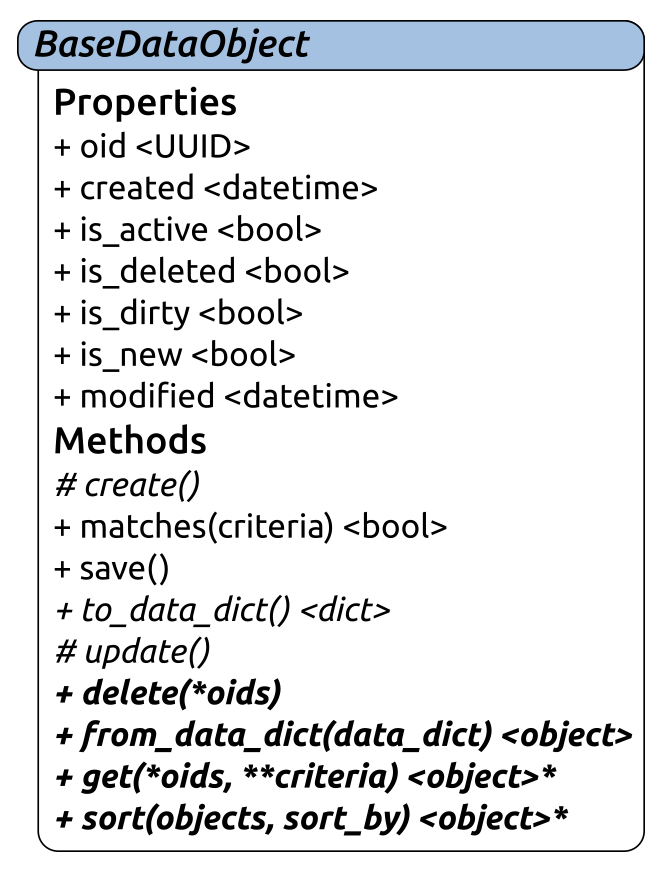 BaseDataObject
Properties
+ oid <UUID>
+ created <datetime>
+ is_active <bool>
+ is_deleted <bool>
+ is_dirty <bool>
+ is_new <bool>
+ modified <datetime>
Methods
# create()
+ matches(criteria) <bool>
+ save()
+ to_data_dict() <dict>
# update()
+ delete(*oids)
+ from_data_dict(data_dict) <object>
+ get(*oids, **criteria) <object>*
+ sort(objects, sort_by) <object>*